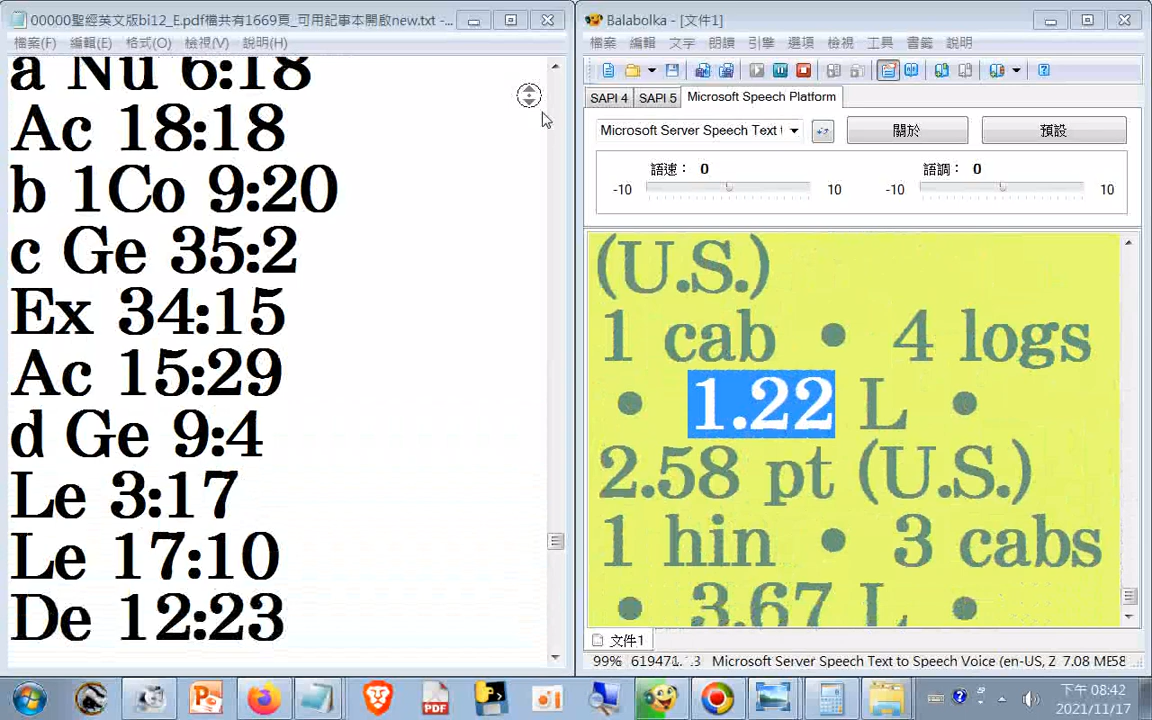 00000聖經英文版bi12_E.pdf檔共有1669頁_可用記事本開啟new.txt -...
檔案(F) 編輯(E) 格式(O) 檢視(V) 說明(H)
a Nu 6:18
Ac 18:18
b 1Co 9:20
c Ge 35:2
Ex 34:15
Ac 15:29
d Ge 9:4
Le 3:17
Le 17:10
De 12:23
Balabolka - [文件1]
檔案 編輯 文字 朗讀 引擎 選項 檢視 工具 書籤 說明
SAPI 4 SAPI 5 Microsoft Speech Platform
Microsoft Server Speech Text 關於 預設
語速： 0 語調： 0
-10 10 -10 10
(U.S.)
1 cab • 4 logs
• 1.22 L •
2.58 pt (U.S.)
1 hin • 3 cabs
• 3.67 L •
文件1
99% Microsoft Server Speech Text to Speech Voice (en-US, Z 7.08 ME
PDF
下午 08:42
2021/11/17